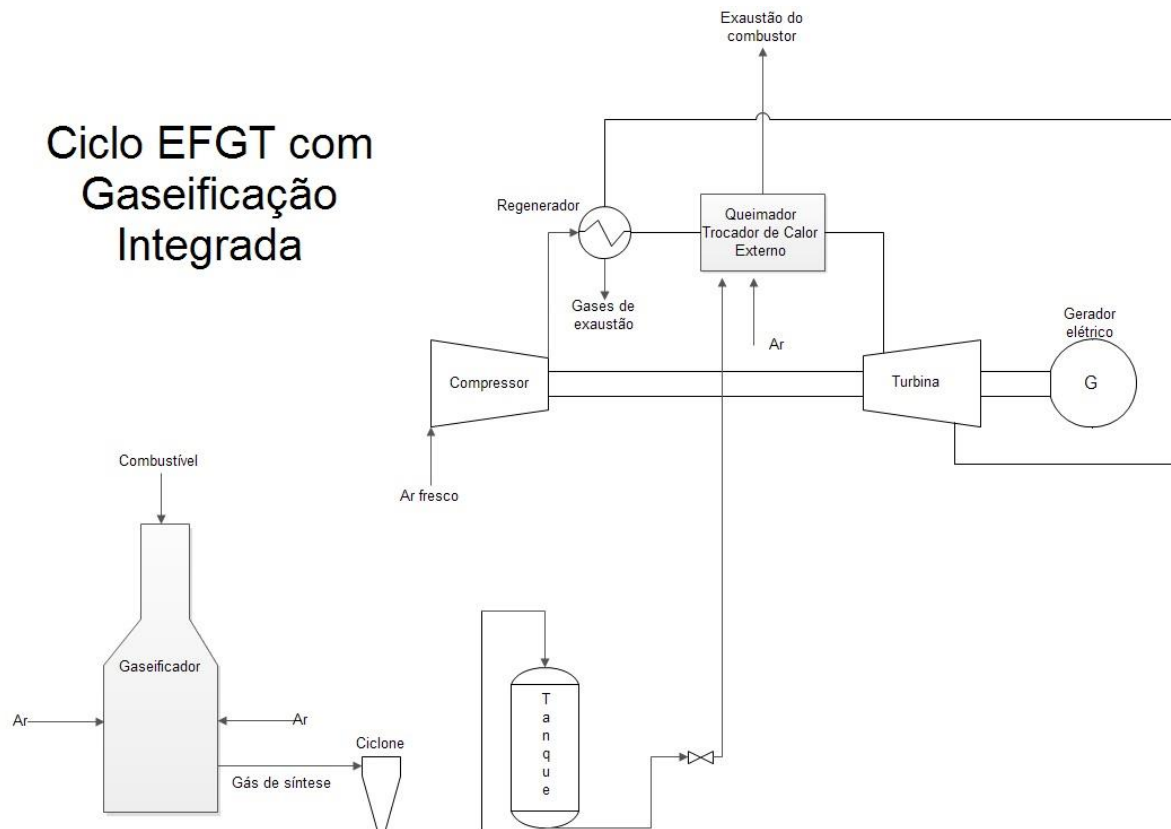 Ciclo EFGT com
Gaseificação
Integrada
Exaustão do
combustor
Regenerador
Queimador
Trocador de Calor
Externo
Gases de
exaustão
Ar
Gerador
elétrico
Compressor
Turbina
G
Ar fresco
Combustível
Gaseificador
Ar
Ar
Gás de síntese
Ciclone
T
a
n
q
u
e